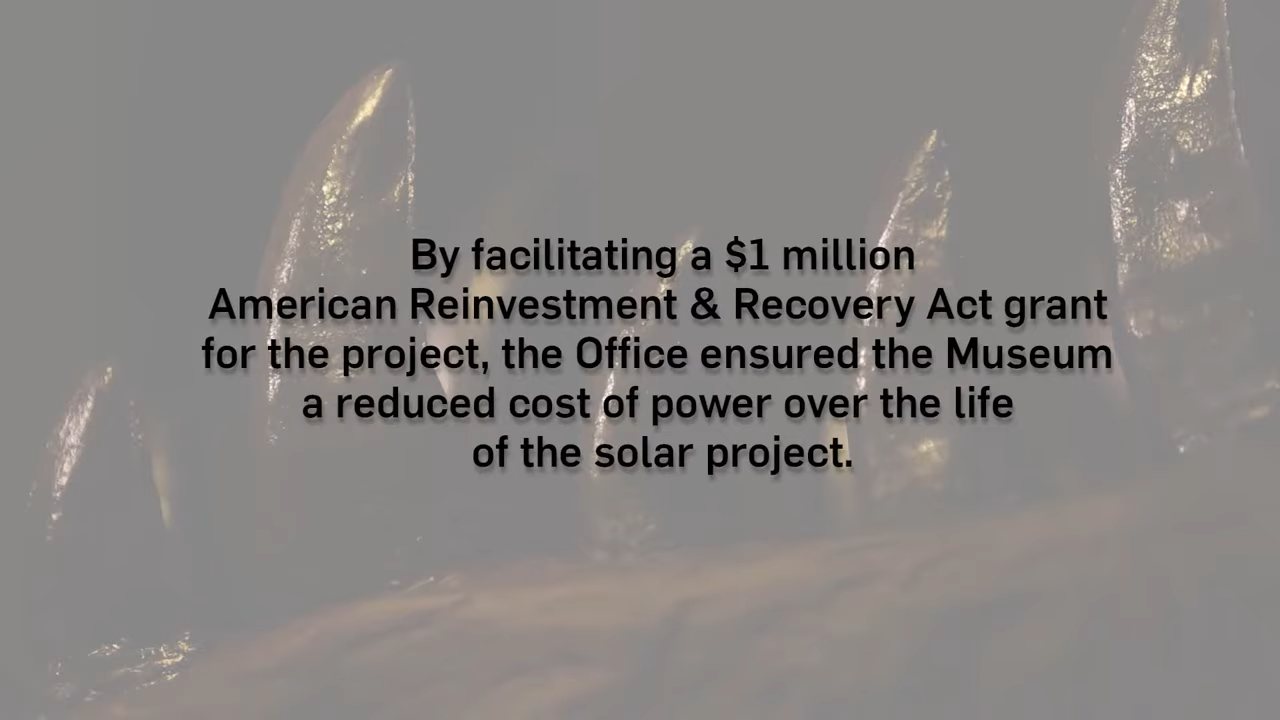 By facilitating a $1 million
American Reinvestment & Recovery Act grant
for the project, the Office ensured the Museum
a reduced cost of power over the life
of the solar project.